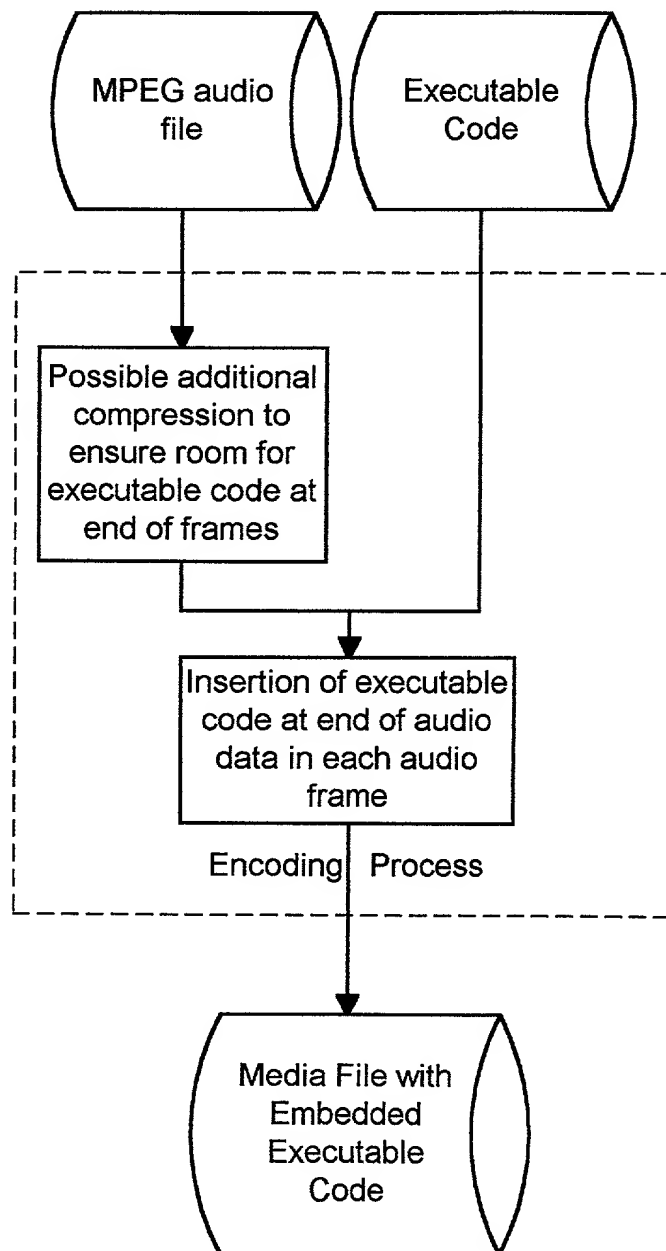 MPEG audio
file
Executable
Code
Possible additional
compression to
ensure room for
executable code at
end of frames
Insertion of executable
code at end of audio
data in each audio
frame
Encoding Process
Media File with
Embedded
Executable
Code